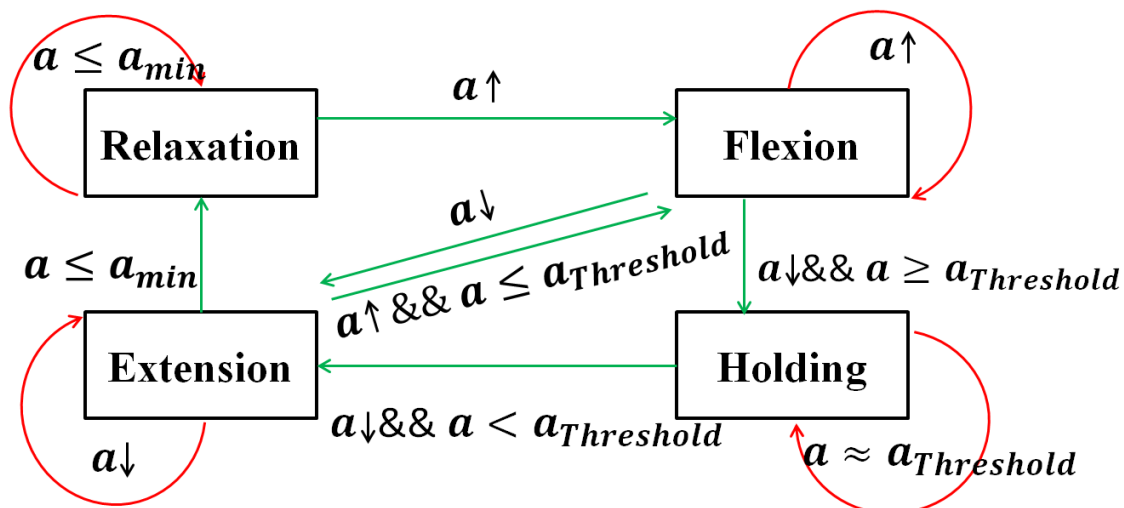 a ≤ a_min
a↑
a↑
Relaxation
Flexion
a↓
a ≤ a_min
a↑ && a ≤ a_Threshold
a↓&& a ≥ a_Threshold
Extension
Holding
a↓&& a < a_Threshold
a↓
a ≈ a_Threshold